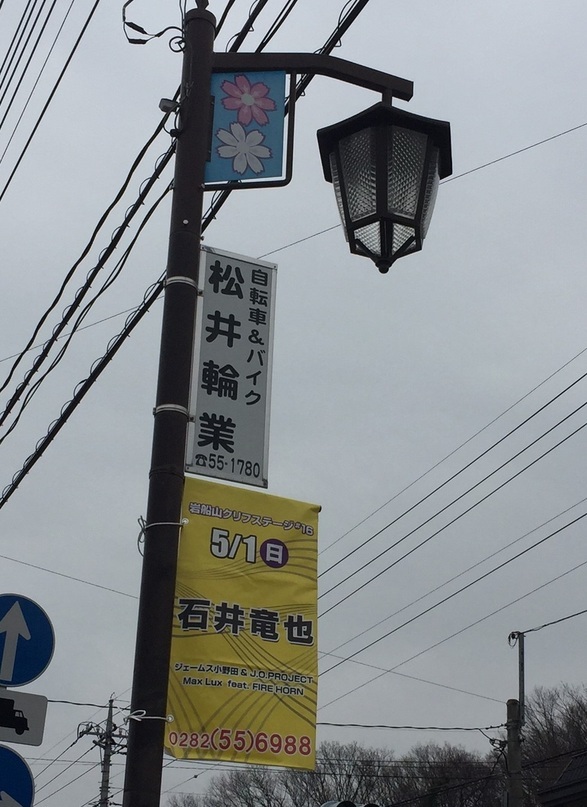 自転車&バイク
松井輪業
☎55-1780
岩船山クリフステージ#16
5/1日
石井竜也
ジェームス小野田 & J.O.PROJECT
Max Lux feat. FIRE HORN
0282(55)6988